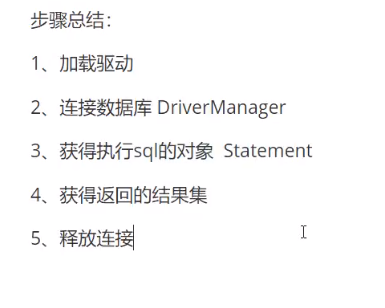 步骤总结：
1、加载驱动
2、连接数据库 DriverManager
3、获得执行sql的对象 Statement
4、获得返回的结果集
5、释放连接